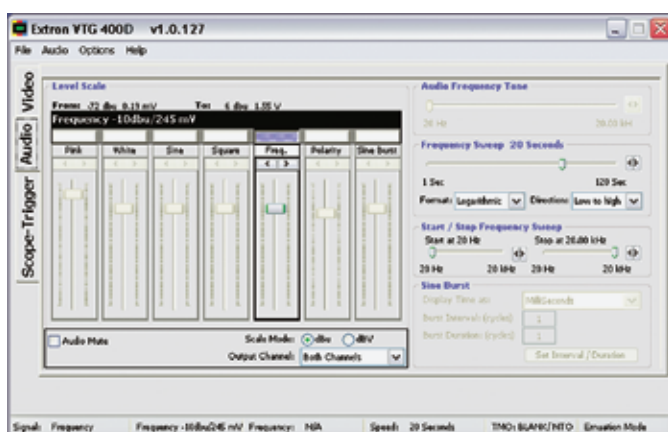 Extron VTG 400D v1.0.127
File Audio Options Help
Video
Audio
Scope-Trigger
Level Scale
From: -72 dbu 0.19 mV To: 6 dbu 1.55 V
Frequency -10dbu/245 mV
Pink White Sine Square Freq. Polarity Sine Burst
Audio Mute
Scale Mode: dbu dBV
Output Channel: Both Channels
Audio Frequency Tone
20 Hz 20.00 kHz
Frequency Sweep 20 Seconds
1 Sec 120 Sec
Format: Logarithmic Direction: Low to high
Start / Stop Frequency Sweep
Start at 20 Hz Stop at 20.00 kHz
20 Hz 20 kHz 20 Hz 20 kHz
Sine Burst
Display Time as: MilliSeconds
Burst Interval: (cycles) 1
Burst Duration: (cycles) 1
Set Interval / Duration
Signal: Frequency Frequency -10dbu/245 mV Frequency: N/A Speed: 20 Seconds TMO: BLANK/NTO Emuation Mode